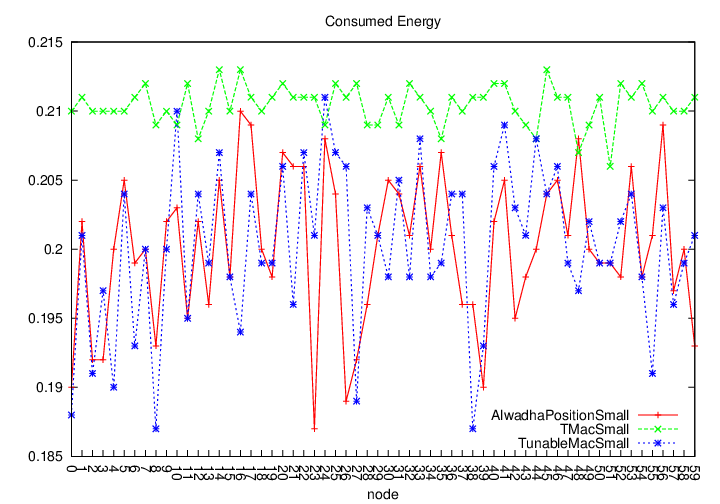 Consumed Energy
0.215
0.21
0.205
0.2
0.195
0.19
0.185
AlwadhaPositionSmall
TMacSmall
TunableMacSmall
0 1 2 3 4 5 6 7 8 9 10 11 12 13 14 15 16 17 18 19 20 21 22 23 24 25 26 27 28 29 30 31 32 33 34 35 36 37 38 39 40 41 42 43 44 45 46 47 48 49 50 51 52 53 54 55 56 57 58 59
node